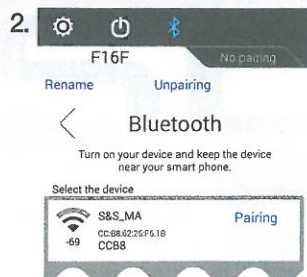 2.
F16F
No pairing
Rename Unpairing
Bluetooth
Turn on your device and keep the device
near your smart phone.
Select the device
S&S_MA Pairing
CC:B8:62:25:F6:1B
-69 CCB8